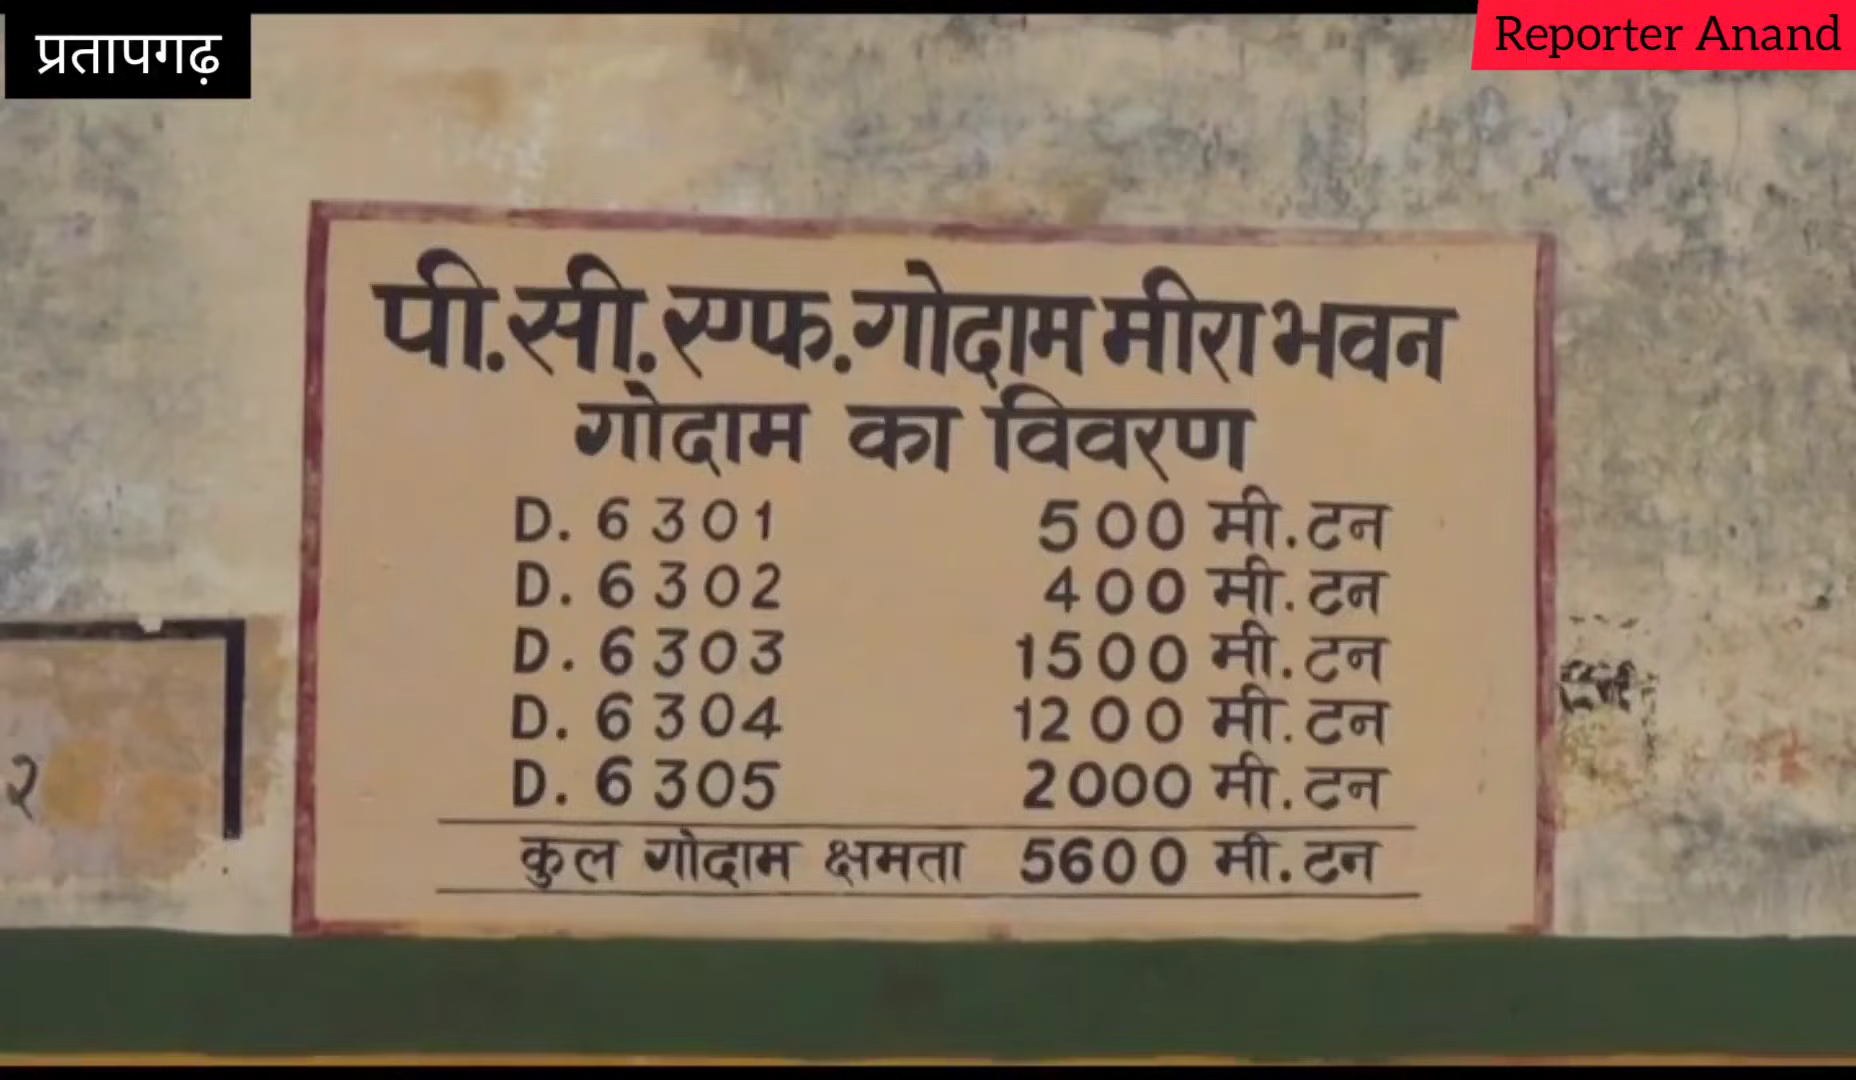 प्रतापगढ़
Reporter Anand
पी.सी.एफ.गोदाम मीरा भवन
गोदाम का विवरण
D. 6301 500 मी.टन
D. 6302 400 मी.टन
D. 6303 1500 मी.टन
D. 6304 1200 मी.टन
D. 6305 2000 मी.टन
कुल गोदाम क्षमता 5600 मी.टन
२